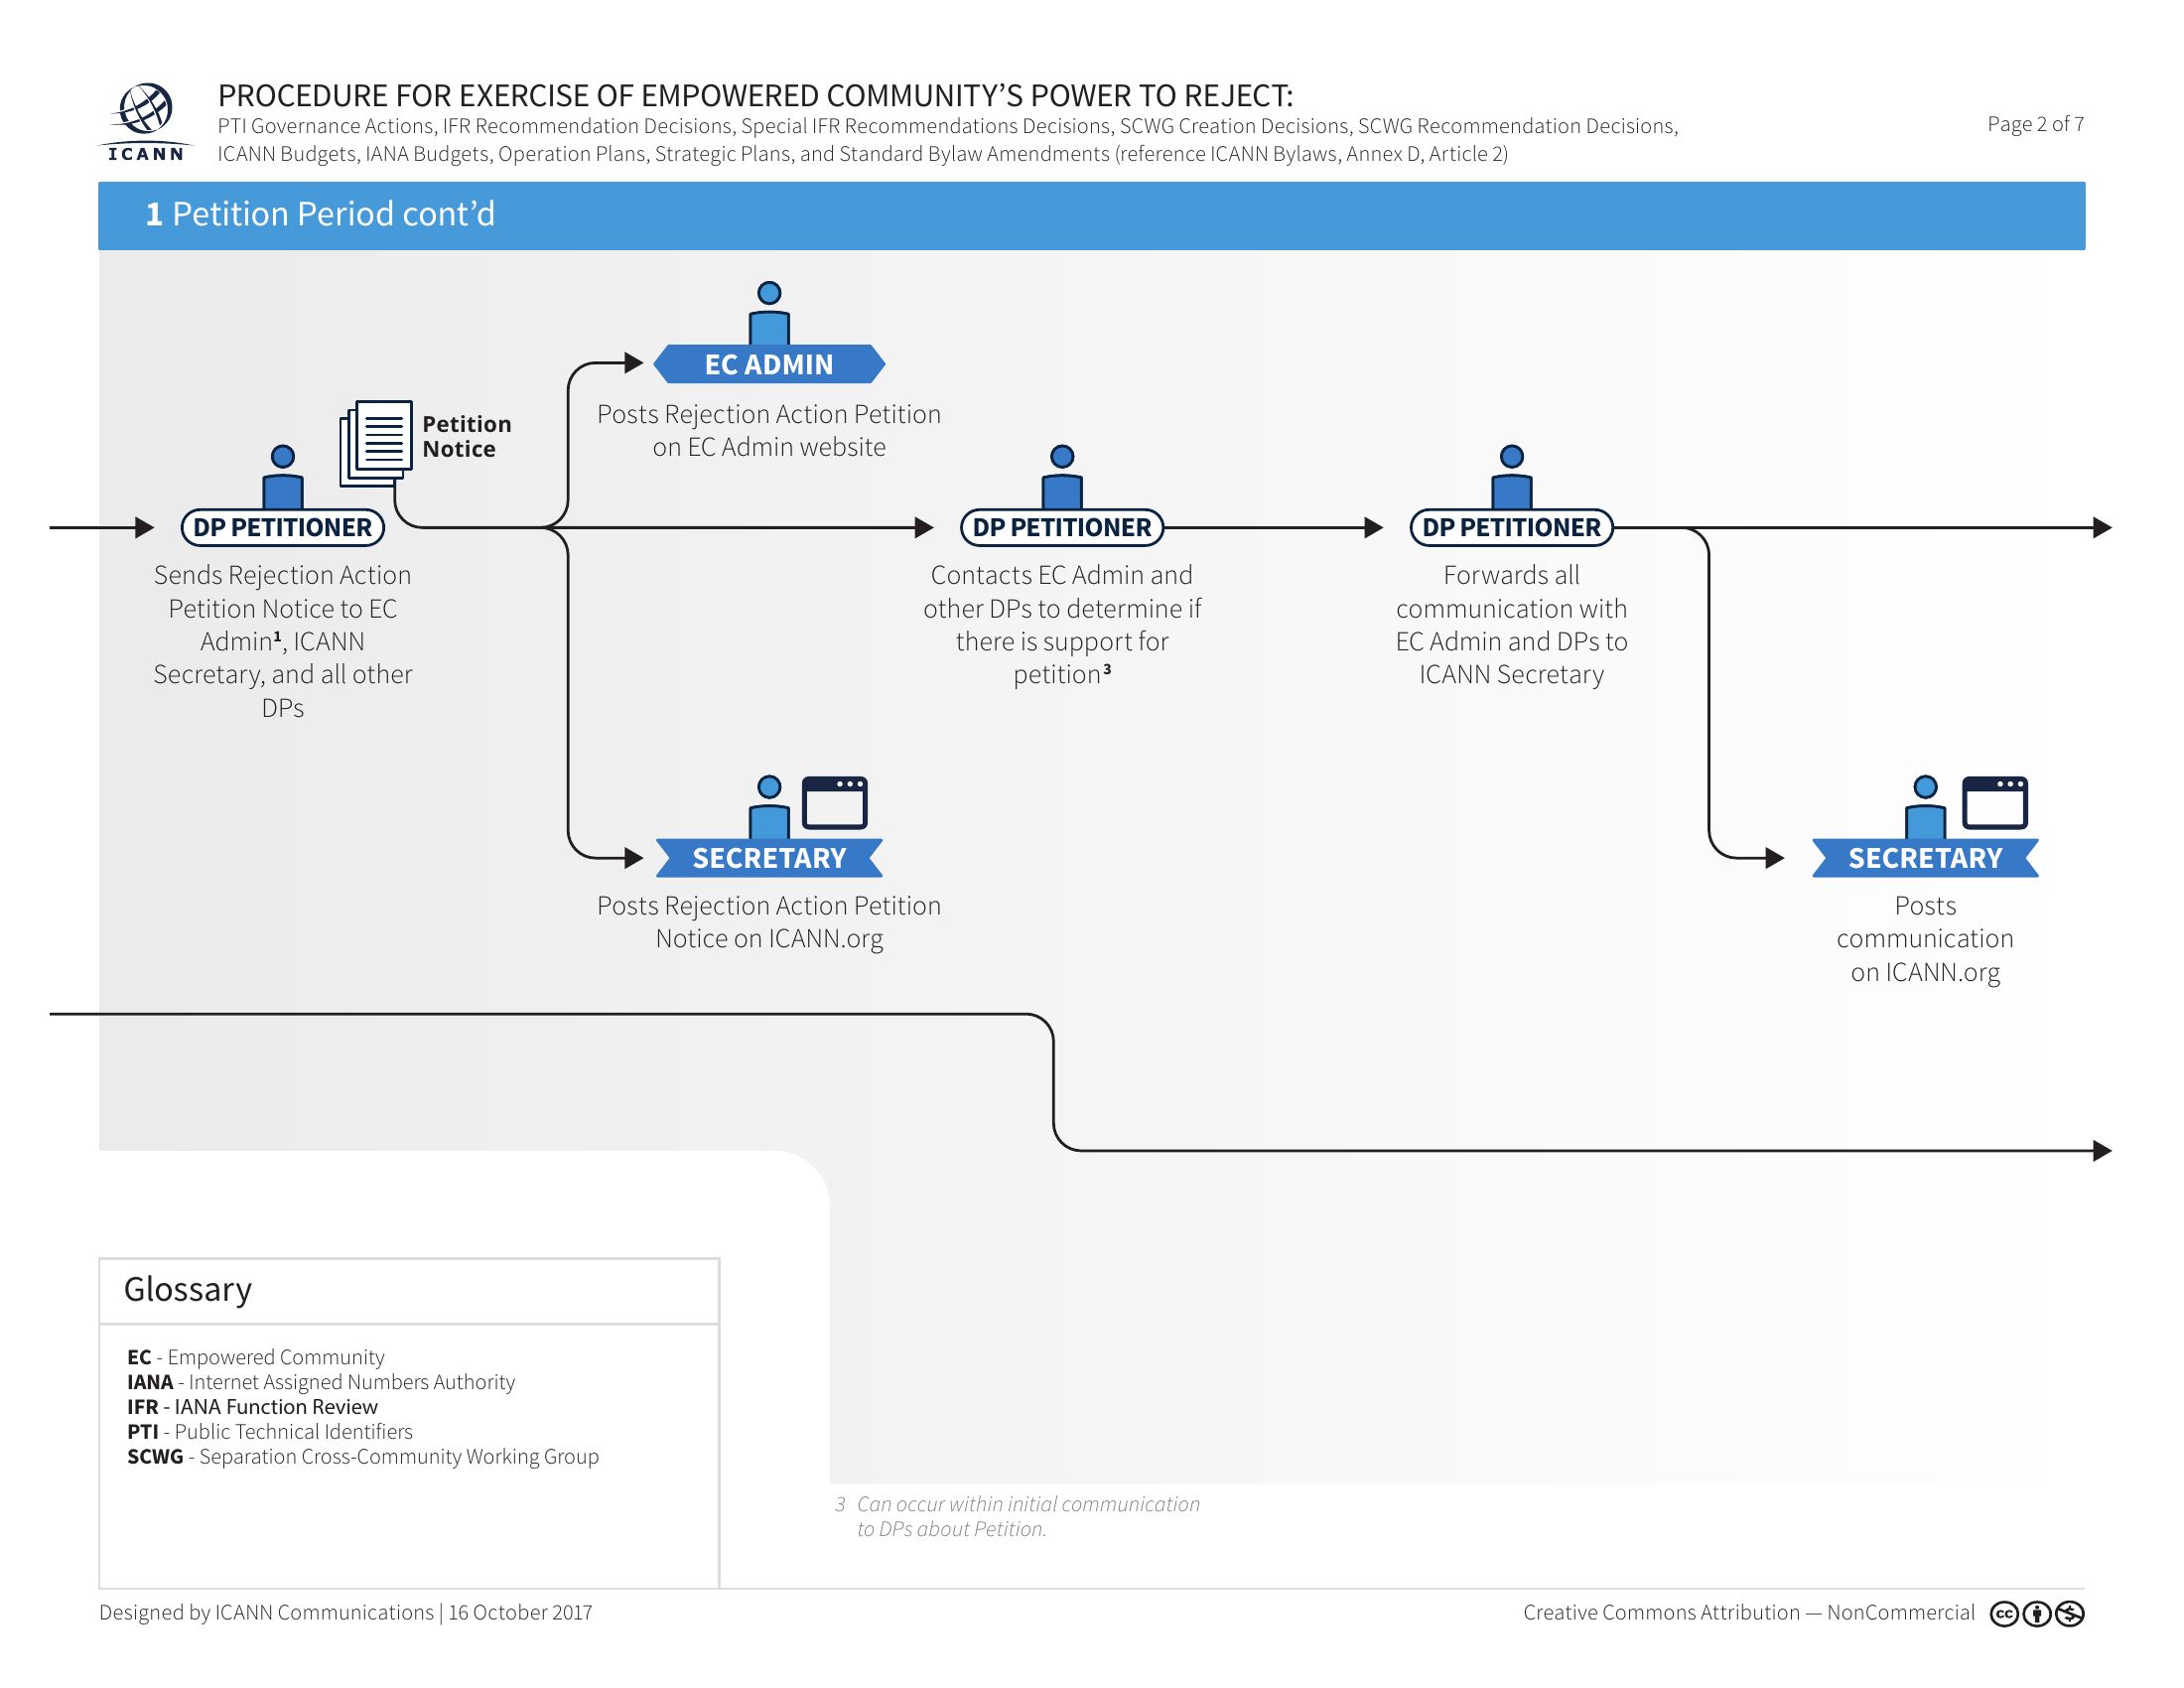 ICANN
PROCEDURE FOR EXERCISE OF EMPOWERED COMMUNITY’S POWER TO REJECT:
PTI Governance Actions, IFR Recommendation Decisions, Special IFR Recommendations Decisions, SCWG Creation Decisions, SCWG Recommendation Decisions,
ICANN Budgets, IANA Budgets, Operation Plans, Strategic Plans, and Standard Bylaw Amendments (reference ICANN Bylaws, Annex D, Article 2)
Page 2 of 7
1 Petition Period cont’d
EC ADMIN
Posts Rejection Action Petition
on EC Admin website
Petition
Notice
DP PETITIONER
Sends Rejection Action
Petition Notice to EC
Admin¹, ICANN
Secretary, and all other
DPs
DP PETITIONER
Contacts EC Admin and
other DPs to determine if
there is support for
petition³
DP PETITIONER
Forwards all
communication with
EC Admin and DPs to
ICANN Secretary
SECRETARY
Posts Rejection Action Petition
Notice on ICANN.org
SECRETARY
Posts
communication
on ICANN.org
Glossary
EC - Empowered Community
IANA - Internet Assigned Numbers Authority
IFR - IANA Function Review
PTI - Public Technical Identifiers
SCWG - Separation Cross-Community Working Group
3 Can occur within initial communication
to DPs about Petition.
Designed by ICANN Communications | 16 October 2017
Creative Commons Attribution — NonCommercial
cc